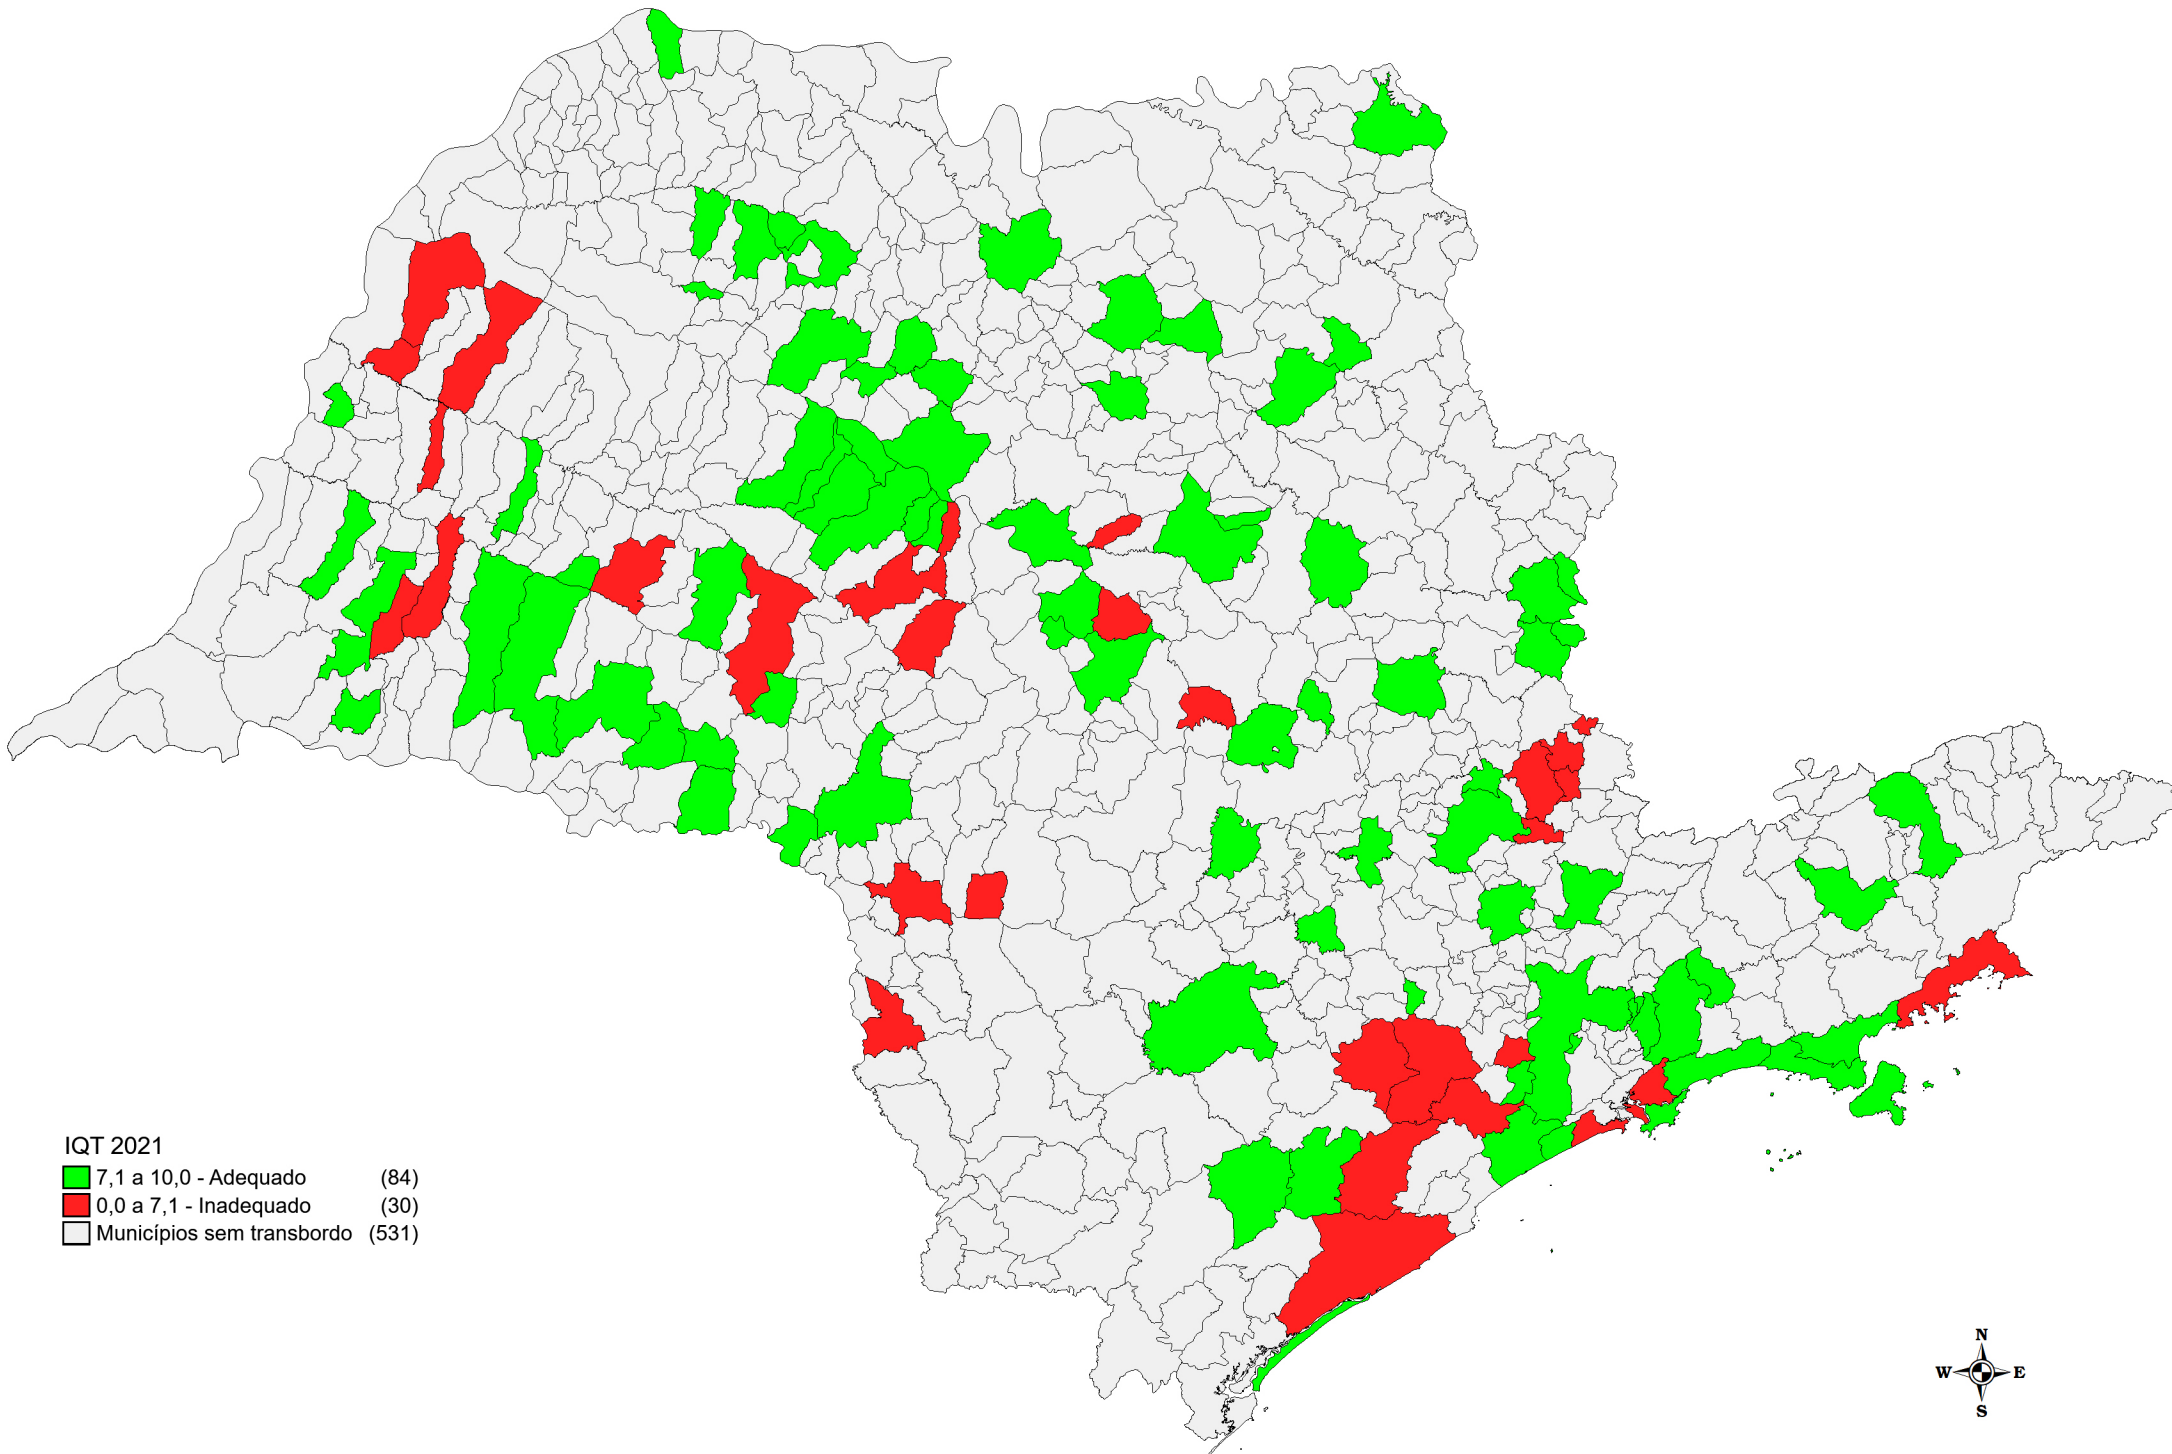 IQT 2021
7,1 a 10,0 - Adequado (84)
0,0 a 7,1 - Inadequado (30)
Municípios sem transbordo (531)
N
W E
S